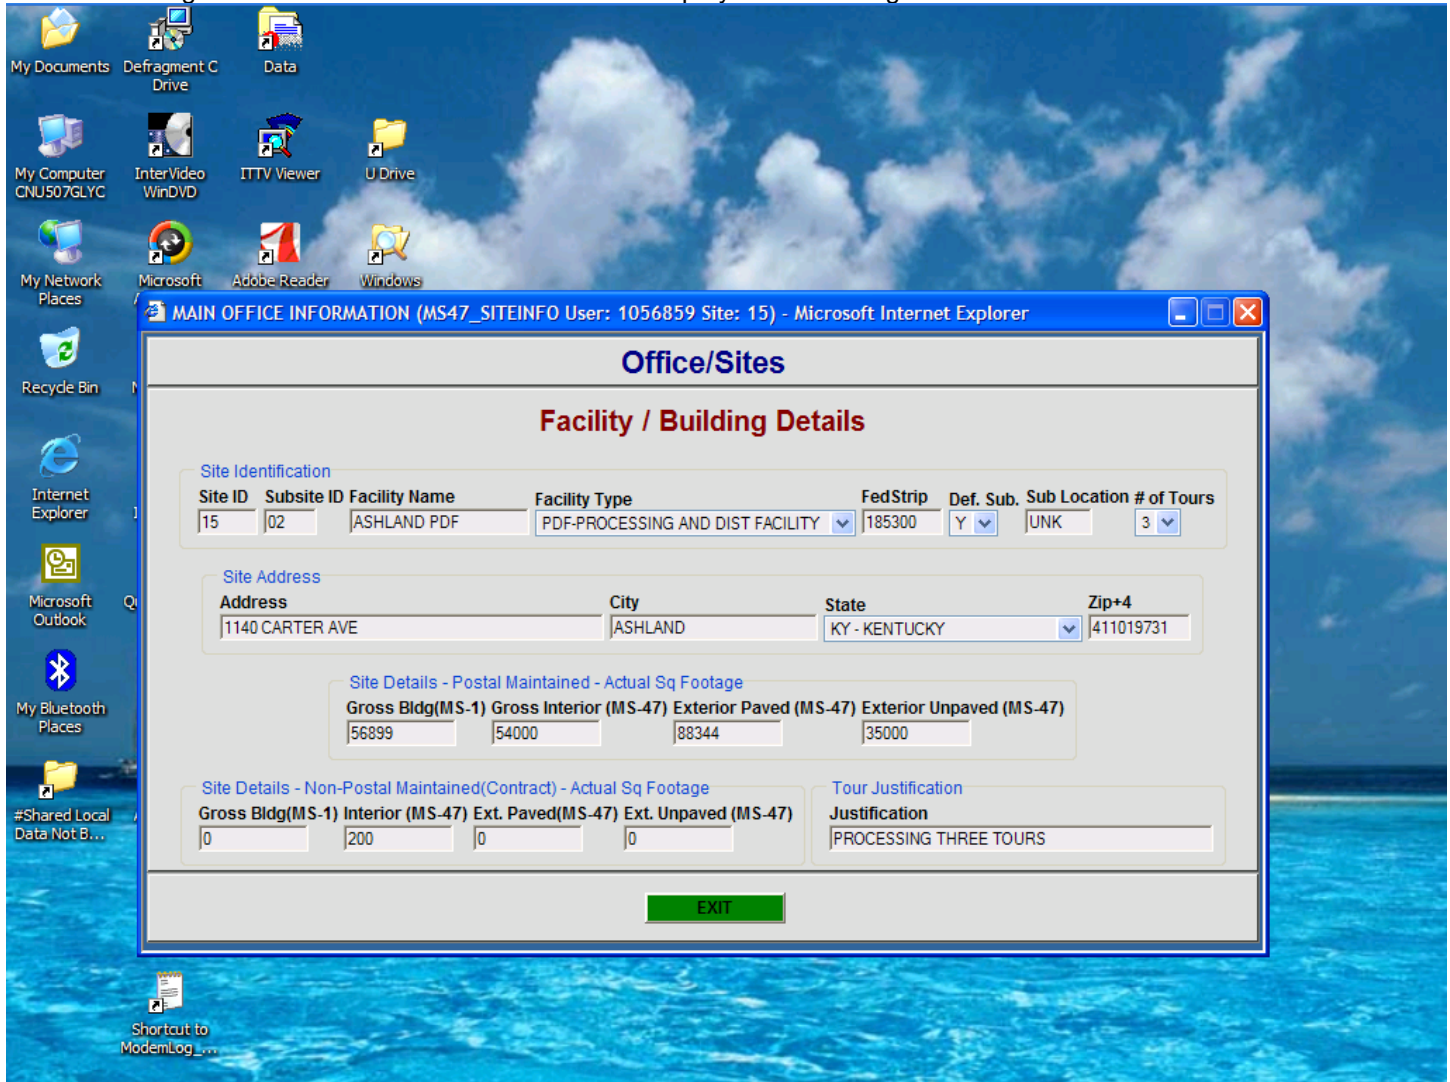 My Documents
Defragment C
Drive
Data
My Computer
CNU507GLYC
InterVideo
WinDVD
ITTV Viewer
U Drive
My Network
Places
Microsoft
Adobe Reader
Windows
MAIN OFFICE INFORMATION (MS47_SITEINFO User: 1056859 Site: 15) - Microsoft Internet Explorer
Office/Sites
Recycle Bin
Facility / Building Details
Internet
Explorer
Site Identification
Site ID Subsite ID Facility Name Facility Type FedStrip Def. Sub. Sub Location # of Tours
15 02 ASHLAND PDF PDF-PROCESSING AND DIST FACILITY 185300 Y UNK 3
Microsoft
Outlook
Site Address
Address City State Zip+4
1140 CARTER AVE ASHLAND KY - KENTUCKY 411019731
My Bluetooth
Places
Site Details - Postal Maintained - Actual Sq Footage
Gross Bldg(MS-1) Gross Interior (MS-47) Exterior Paved (MS-47) Exterior Unpaved (MS-47)
56899 54000 88344 35000
#Shared Local
Data Not B...
Site Details - Non-Postal Maintained(Contract) - Actual Sq Footage
Gross Bldg(MS-1) Interior (MS-47) Ext. Paved(MS-47) Ext. Unpaved (MS-47)
0 200 0 0
Tour Justification
Justification
PROCESSING THREE TOURS
EXIT
Shortcut to
ModemLog_...